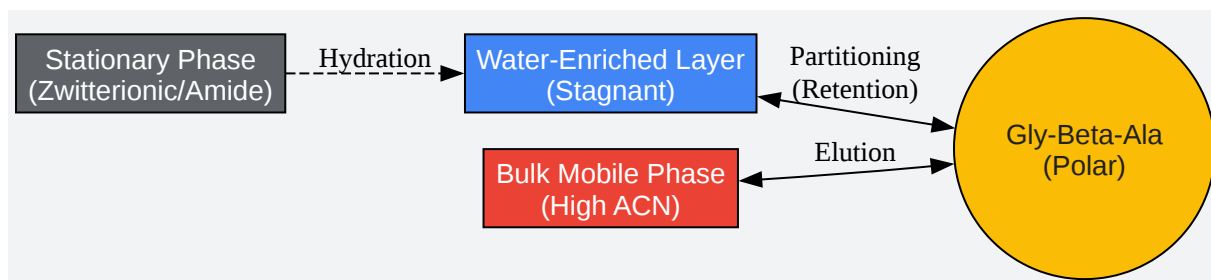 Stationary Phase
(Zwitterionic/Amide)
Hydration
Water-Enriched Layer
(Stagnant)
Partitioning
(Retention)
Gly-Beta-Ala
(Polar)
Elution
Bulk Mobile Phase
(High ACN)